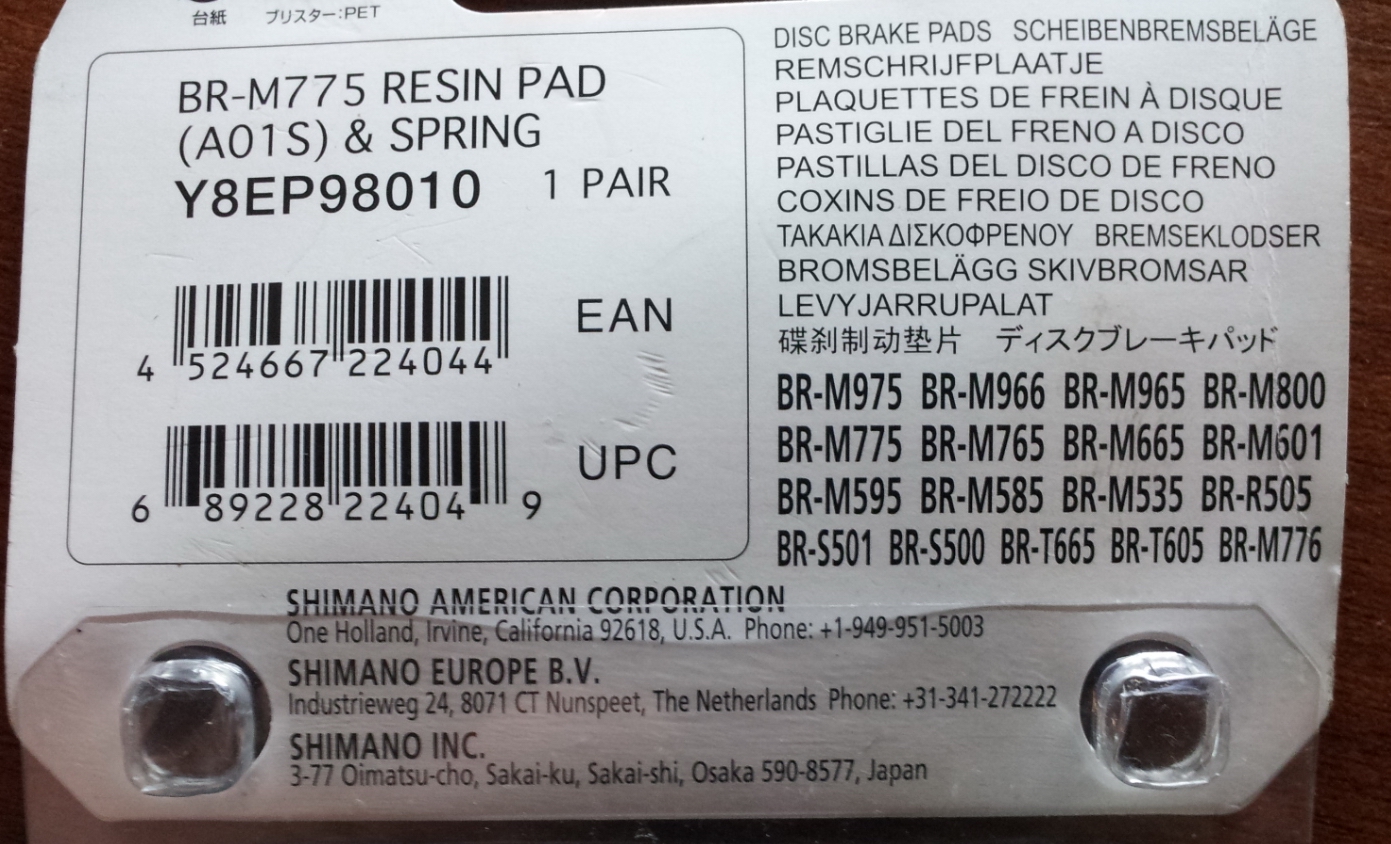 台紙 ブリスター:PET
BR-M775 RESIN PAD
(A01S) & SPRING
Y8EP98010 1 PAIR
EAN
4 524667 224044
UPC
6 89228 22404 9
DISC BRAKE PADS SCHEIBENBREMSBELÄGE
REMSCHRIJFPLAATJE
PLAQUETTES DE FREIN À DISQUE
PASTIGLIE DEL FRENO A DISCO
PASTILLAS DEL DISCO DE FRENO
COXINS DE FREIO DE DISCO
ΤΑΚΑΚΙΑ ΔΙΣΚΟΦΡΕΝΟΥ BREMSEKLODSER
BROMSBELÄGG SKIVBROMSAR
LEVYJARRUPALAT
碟刹制动垫片 ディスクブレーキパッド
BR-M975 BR-M966 BR-M965 BR-M800
BR-M775 BR-M765 BR-M665 BR-M601
BR-M595 BR-M585 BR-M535 BR-R505
BR-S501 BR-S500 BR-T665 BR-T605 BR-M776
SHIMANO AMERICAN CORPORATION
One Holland, Irvine, California 92618, U.S.A. Phone: +1-949-951-5003
SHIMANO EUROPE B.V.
Industrieweg 24, 8071 CT Nunspeet, The Netherlands Phone: +31-341-272222
SHIMANO INC.
3-77 Oimatsu-cho, Sakai-ku, Sakai-shi, Osaka 590-8577, Japan